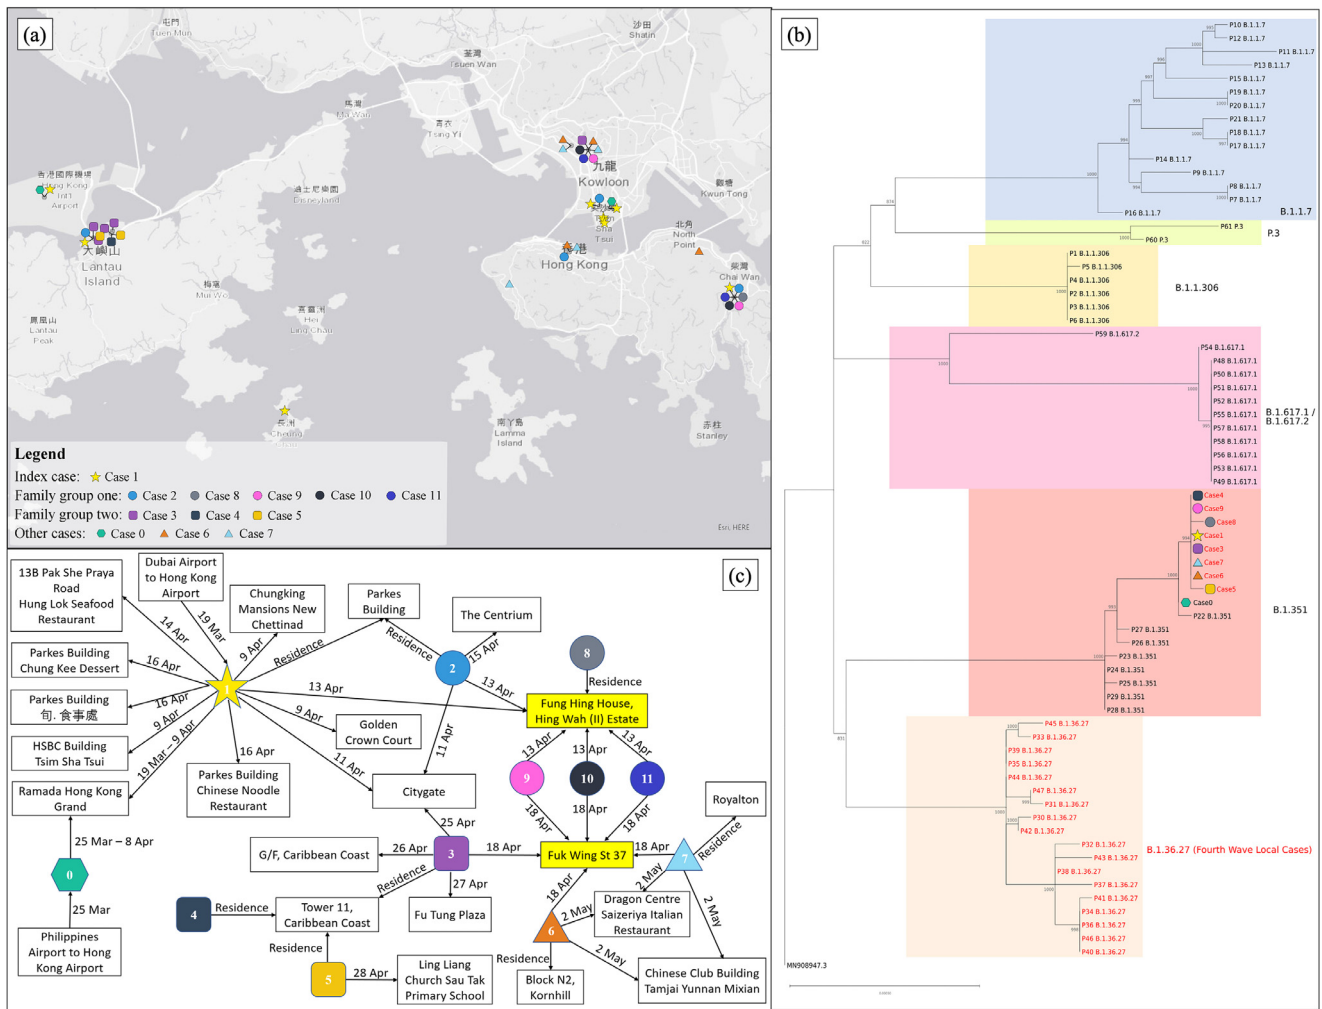 (a)
屯門
Tuen Mun
沙田
Shatin
荃灣
Tsuen Wan
馬灣
Ma Wan
青衣
Tsing Yi
香港國際機場
Hong Kong
Int'l
Airport
迪士尼樂園
Disneyland
九龍
Kowloon
觀塘
Kwun Tong
Tsim
Sha
Tsui
北角
North
Point
香港
Hong Kong
柴灣
Chai Wan
大嶼山
Lantau
Island
梅窩
Mui Wo
喜靈洲
Hei
Ling Chau
鳳凰山
Lantau
Peak
長洲
Cheung
南丫島
Lamma
Island
赤柱
Stanley
Esri, HERE
Legend
Index case: Case 1
Family group one: Case 2 Case 8 Case 9 Case 10 Case 11
Family group two: Case 3 Case 4 Case 5
Other cases: Case 0 Case 6 Case 7
(b)
P10 B.1.1.7
P12 B.1.1.7
P11 B.1.1.7
P13 B.1.1.7
P15 B.1.1.7
P19 B.1.1.7
P20 B.1.1.7
P21 B.1.1.7
P18 B.1.1.7
P17 B.1.1.7
P14 B.1.1.7
P9 B.1.1.7
P8 B.1.1.7
P7 B.1.1.7
P16 B.1.1.7
B.1.1.7
P61 P.3
P60 P.3
P.3
P1 B.1.1.306
P5 B.1.1.306
P4 B.1.1.306
P2 B.1.1.306
P3 B.1.1.306
P6 B.1.1.306
B.1.1.306
P59 B.1.617.2
P54 B.1.617.1
P48 B.1.617.1
P50 B.1.617.1
P51 B.1.617.1
P52 B.1.617.1
P55 B.1.617.1
P57 B.1.617.1
P58 B.1.617.1
P56 B.1.617.1
P53 B.1.617.1
P49 B.1.617.1
B.1.617.1 /
B.1.617.2
Case4
Case9
Case8
Case1
Case3
Case7
Case6
Case5
Case0
P22 B.1.351
P27 B.1.351
P26 B.1.351
P23 B.1.351
P24 B.1.351
P25 B.1.351
P29 B.1.351
P28 B.1.351
B.1.351
P45 B.1.36.27
P33 B.1.36.27
P39 B.1.36.27
P35 B.1.36.27
P44 B.1.36.27
P47 B.1.36.27
P31 B.1.36.27
P30 B.1.36.27
P42 B.1.36.27
P32 B.1.36.27
P43 B.1.36.27
P38 B.1.36.27
P37 B.1.36.27
P41 B.1.36.27
P34 B.1.36.27
P36 B.1.36.27
P46 B.1.36.27
P40 B.1.36.27
B.1.36.27 (Fourth Wave Local Cases)
MN908947.3
(c)
13B Pak She Praya
Road
Hung Lok Seafood
Restaurant
Dubai Airport
to Hong Kong
Airport
Chungking
Mansions New
Chettinad
Parkes
Building
The Centrium
14 Apr
19 Mar
9 Apr
Residence
Residence
15 Apr
Parkes Building
Chung Kee Dessert
16 Apr
1
2
8
Residence
Parkes Building
旬. 食事處
16 Apr
13 Apr
13 Apr
Fung Hing House,
Hing Wah (II) Estate
HSBC Building
Tsim Sha Tsui
9 Apr
9 Apr
Golden
Crown Court
11 Apr
13 Apr
13 Apr
13 Apr
19 Mar – 9 Apr
16 Apr
11 Apr
Ramada Hong Kong
Grand
Parkes Building
Chinese Noodle
Restaurant
Citygate
9
10
11
Royalton
25 Mar – 8 Apr
25 Apr
18 Apr
18 Apr
18 Apr
G/F, Caribbean Coast
26 Apr
3
18 Apr
Fuk Wing St 37
18 Apr
7
Residence
0
Residence
27 Apr
18 Apr
2 May
25 Mar
4
Residence
Tower 11,
Caribbean Coast
Fu Tung Plaza
6
2 May
Dragon Centre
Saizeriya Italian
Restaurant
2 May
Philippines
Airport to Hong
Kong Airport
Residence
Residence
2 May
5
28 Apr
Ling Liang
Church Sau Tak
Primary School
Block N2,
Kornhill
Chinese Club Building
Tamjai Yunnan Mixian